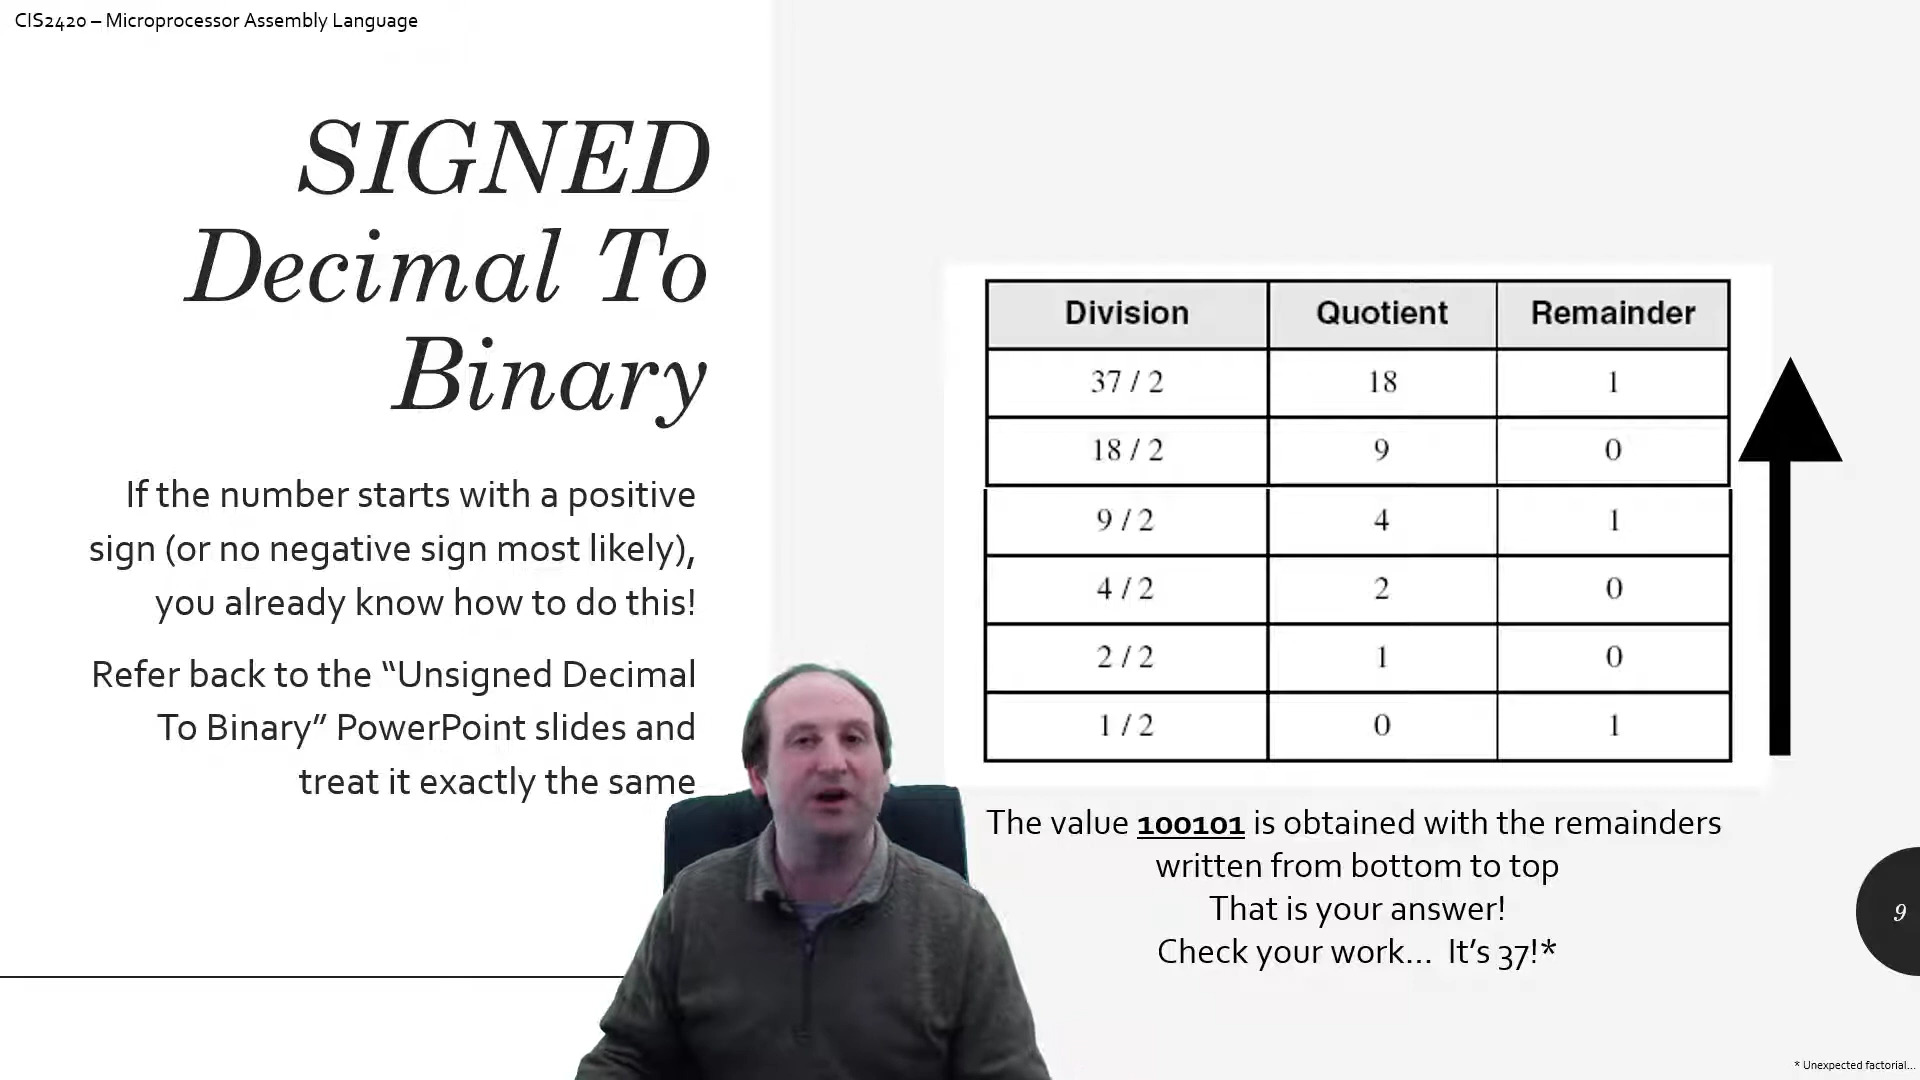 CIS2420 – Microprocessor Assembly Language
SIGNED
Decimal To
Binary
If the number starts with a positive
sign (or no negative sign most likely),
you already know how to do this!
Refer back to the “Unsigned Decimal
To Binary” PowerPoint slides and
treat it exactly the same
Division Quotient Remainder
37 / 2 18 1
18 / 2 9 0
9 / 2 4 1
4 / 2 2 0
2 / 2 1 0
1 / 2 0 1
The value 100101 is obtained with the remainders
written from bottom to top
That is your answer!
Check your work... It’s 37!*
9
* Unexpected factorial...